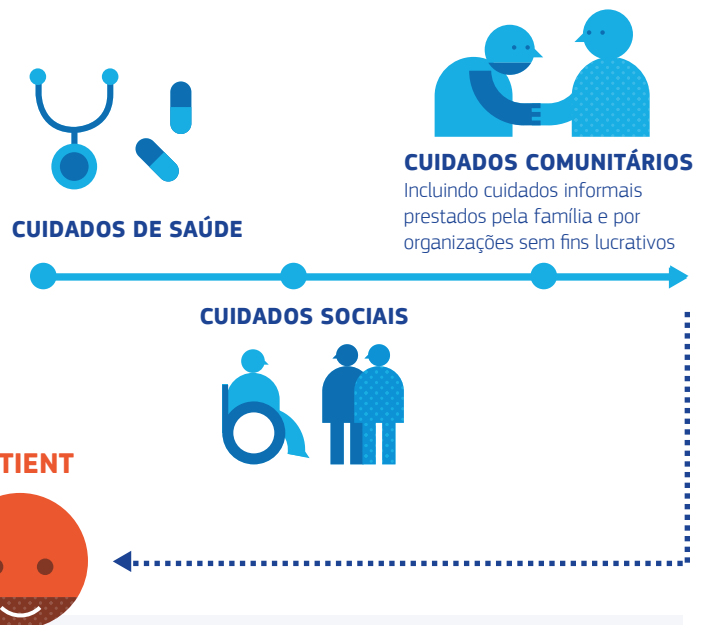 CUIDADOS COMUNITÁRIOS
Incluindo cuidados informais
prestados pela família e por
organizações sem fins lucrativos
CUIDADOS DE SAÚDE
CUIDADOS SOCIAIS
TIENT